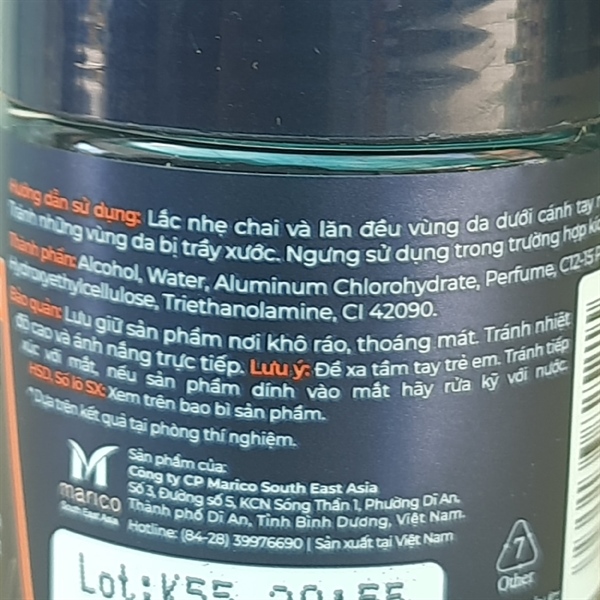 Hướng dẫn sử dụng: Lắc nhẹ chai và lăn đều vùng da dưới cánh tay
Tránh những vùng da bị trầy xước. Ngưng sử dụng trong trường hợp
Thành phần: Alcohol, Water, Aluminum Chlorohydrate, Perfume, C12-15
Hydroxyethylcellulose, Triethanolamine, CI 42090.
Bảo quản: Lưu giữ sản phẩm nơi khô ráo, thoáng mát. Tránh nhiệt
độ cao và ánh nắng trực tiếp. Lưu ý: Để xa tầm tay trẻ em. Tránh tiếp
xúc với mắt, nếu sản phẩm dính vào mắt hãy rửa kỹ với nước.
HSD, Số lô SX: Xem trên bao bì sản phẩm.
*Dựa trên kết quả tại phòng thí nghiệm.
marico
South East Asia
Sản phẩm của:
Công ty CP Marico South East Asia
Số 3, Đường số 5, KCN Sóng Thần 1, Phường Dĩ An,
Thành phố Dĩ An, Tỉnh Bình Dương, Việt Nam.
Hotline: (84-28) 39976690 | Sản xuất tại Việt Nam
7
Other
Lot:K55